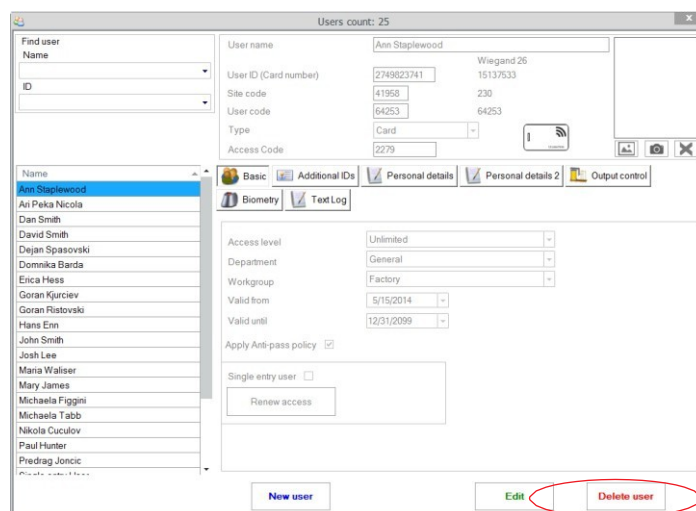 Users count: 25
x
Find user
Name
ID
User name
Ann Staplewood
Wiegand 26
User ID (Card number)
2749823741
15137533
Site code
41958
230
User code
64253
64253
Type
Card
Access Code
2279
Name
Ann Staplewood
Ari Peka Nicola
Dan Smith
David Smith
Dejan Spasovski
Domnika Barda
Erica Hess
Goran Kjurciev
Goran Ristovski
Hans Enn
John Smith
Josh Lee
Maria Waliser
Mary James
Michaela Figgini
Michaela Tabb
Nikola Cuculov
Paul Hunter
Predrag Joncic
Basic
Additional IDs
Personal details
Personal details 2
Output control
Biometry
Text Log
Access level
Unlimited
Department
General
Workgroup
Factory
Valid from
5/15/2014
Valid until
12/31/2099
Apply Anti-pass policy
Single entry user
Renew access
New user
Edit
Delete user